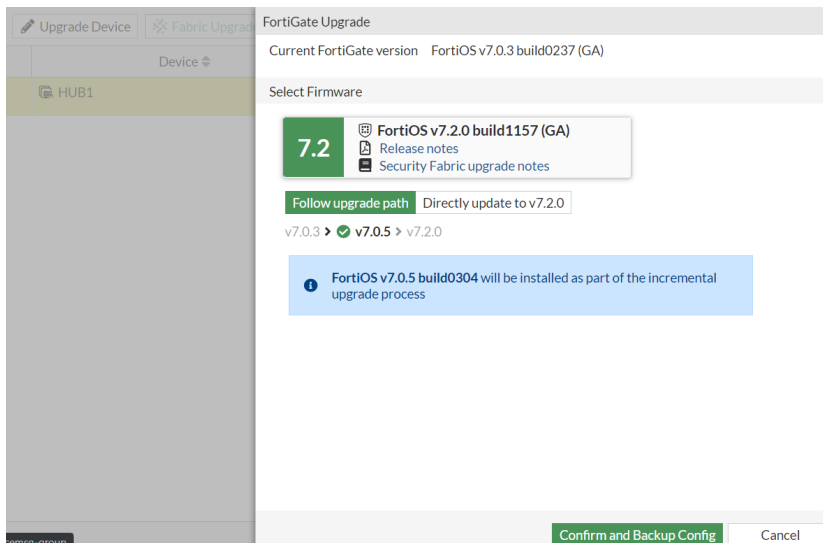 Upgrade Device
Fabric Upgrad
Device
HUB1
FortiGate Upgrade
Current FortiGate version FortiOS v7.0.3 build0237 (GA)
Select Firmware
7.2
FortiOS v7.2.0 build1157 (GA)
Release notes
Security Fabric upgrade notes
Follow upgrade path Directly update to v7.2.0
v7.0.3 > v7.0.5 > v7.2.0
FortiOS v7.0.5 build0304 will be installed as part of the incremental
upgrade process
Confirm and Backup Config Cancel